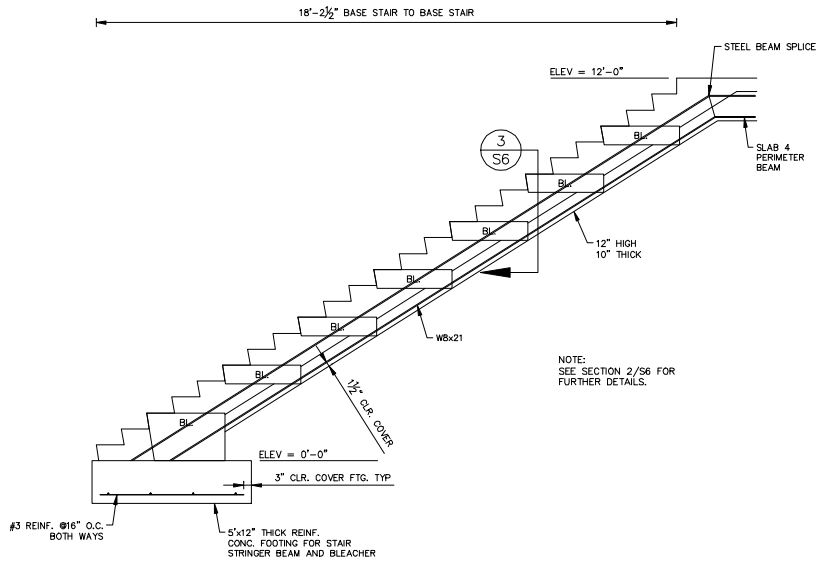 18'-2½" BASE STAIR TO BASE STAIR
STEEL BEAM SPLICE
ELEV = 12'-0"
3
S6
BL.
SLAB 4
PERIMETER
BEAM
BL.
BL.
12" HIGH
10" THICK
BL.
BL.
W8x21
BL.
NOTE:
SEE SECTION 2/S6 FOR
FURTHER DETAILS.
1½" CLR. COVER
BL.
ELEV = 0'-0"
3" CLR. COVER FTG. TYP
#3 REINF. @16" O.C.
BOTH WAYS
5'x12" THICK REINF.
CONC. FOOTING FOR STAIR
STRINGER BEAM AND BLEACHER